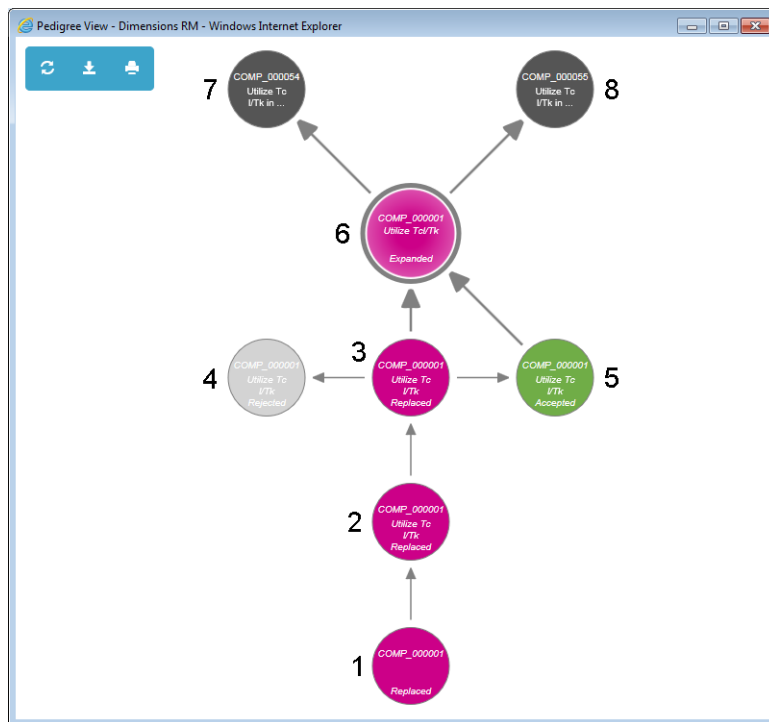 Pedigree View - Dimensions RM - Windows Internet Explorer
7
COMP_000054
Utilize Tc
l/Tk in ...
COMP_000055
Utilize Tc
l/Tk in ...
8
6
COMP_000001
Utilize Tcl/Tk
Expanded
4
COMP_000001
Utilize Tc
l/Tk
Rejected
3
COMP_000001
Utilize Tc
l/Tk
Replaced
COMP_000001
Utilize Tc
l/Tk
Accepted
5
2
COMP_000001
Utilize Tc
l/Tk
Replaced
1
COMP_000001
Replaced